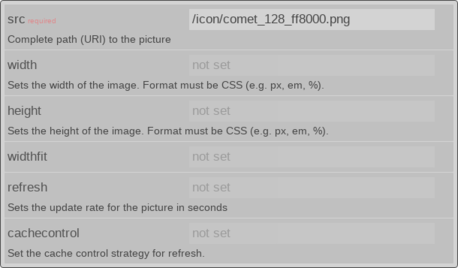 src required /icon/comet_128_ff8000.png
Complete path (URI) to the picture
width not set
Sets the width of the image. Format must be CSS (e.g. px, em, %).
height not set
Sets the height of the image. Format must be CSS (e.g. px, em, %).
widthfit not set
refresh not set
Sets the update rate for the picture in seconds
cachecontrol not set
Set the cache control strategy for refresh.